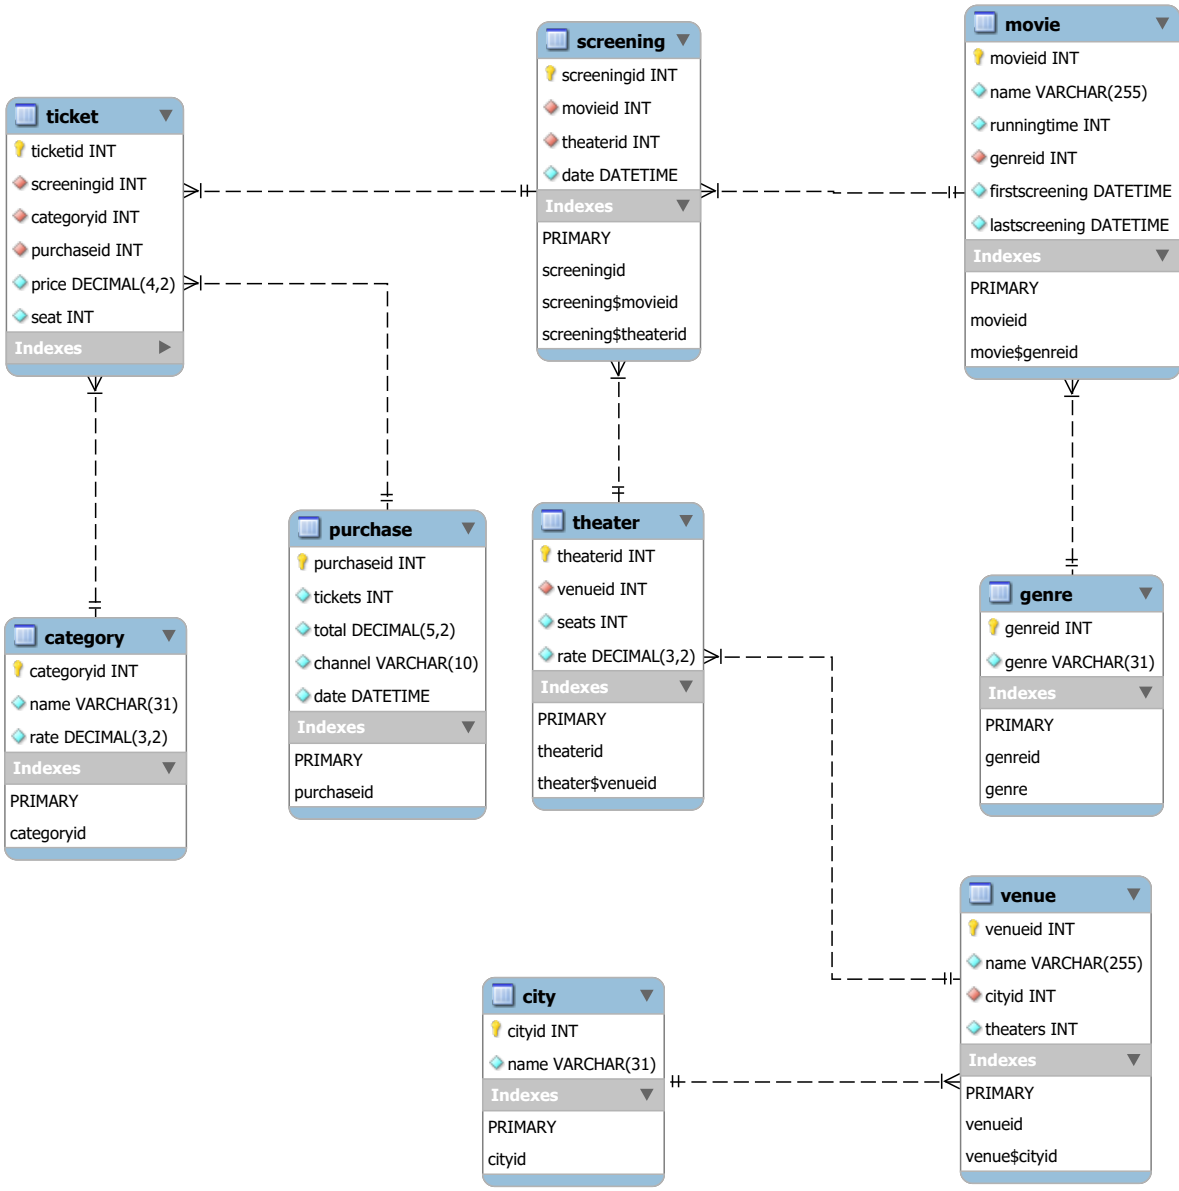 ticket
ticketid INT
screeningid INT
categoryid INT
purchaseid INT
price DECIMAL(4,2)
seat INT
Indexes
screening
screeningid INT
movieid INT
theaterid INT
date DATETIME
Indexes
PRIMARY
screeningid
screening$movieid
screening$theaterid
movie
movieid INT
name VARCHAR(255)
runningtime INT
genreid INT
firstscreening DATETIME
lastscreening DATETIME
Indexes
PRIMARY
movieid
movie$genreid
category
categoryid INT
name VARCHAR(31)
rate DECIMAL(3,2)
Indexes
PRIMARY
categoryid
purchase
purchaseid INT
tickets INT
total DECIMAL(5,2)
channel VARCHAR(10)
date DATETIME
Indexes
PRIMARY
purchaseid
theater
theaterid INT
venueid INT
seats INT
rate DECIMAL(3,2)
Indexes
PRIMARY
theaterid
theater$venueid
genre
genreid INT
genre VARCHAR(31)
Indexes
PRIMARY
genreid
genre
city
cityid INT
name VARCHAR(31)
Indexes
PRIMARY
cityid
venue
venueid INT
name VARCHAR(255)
cityid INT
theaters INT
Indexes
PRIMARY
venueid
venue$cityid